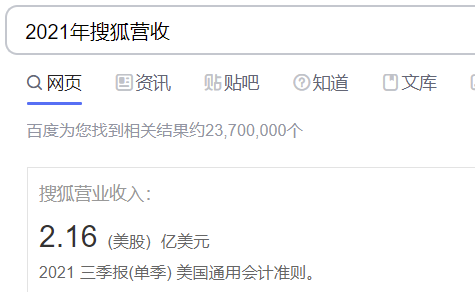 2021年搜狐营收
网页 资讯 贴吧 知道 文库
百度为您找到相关结果约23,700,000个
搜狐营业收入：
2.16 (美股) 亿美元
2021 三季报(单季) 美国通用会计准则。